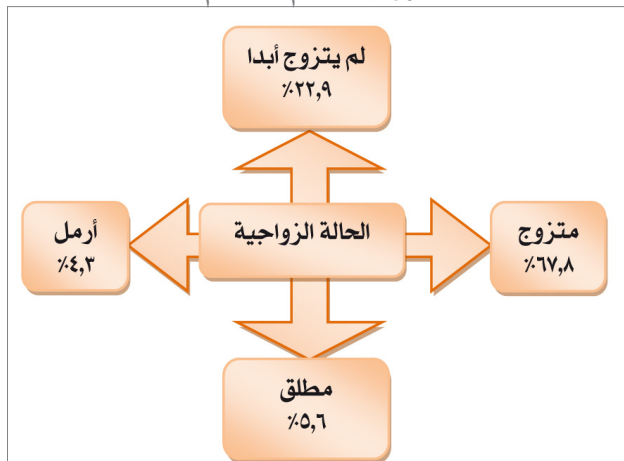 لم يتزوج أبدا
٪٢٢,٩
متزوج
٪٦٧,٨
الحالة الزواجية
أرمل
٪٤,٣
مطلق
٪٥,٦